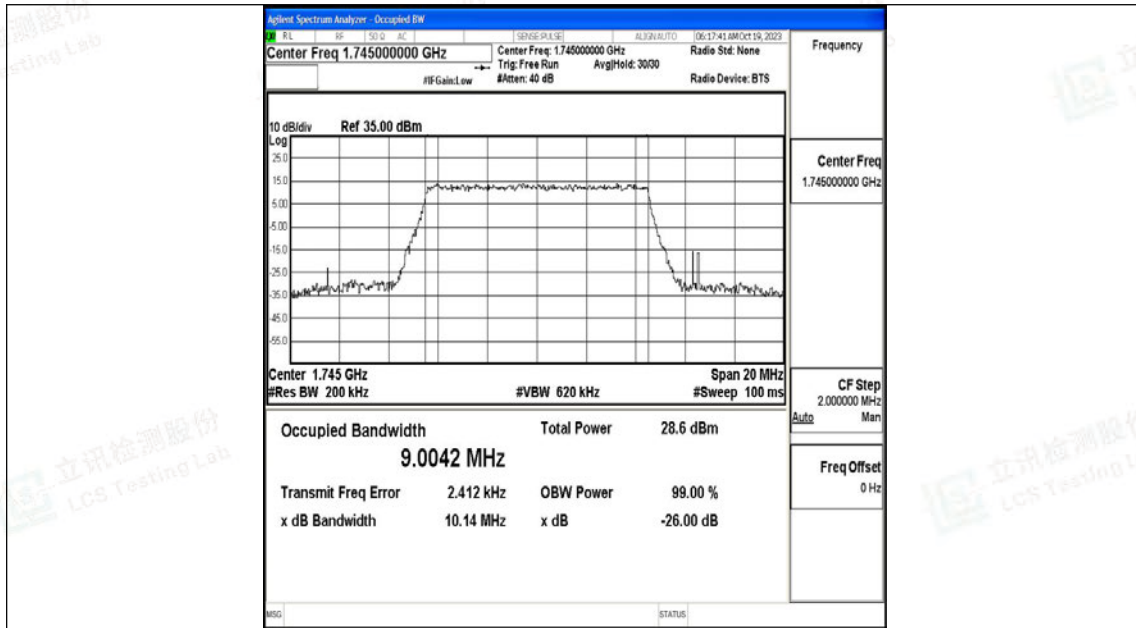 Agilent Spectrum Analyzer - Occupied BW
RL RF 50 Ω AC SENSE:PULSE ALIGNAUTO 06:17:41 AM Oct 19, 2023
Center Freq 1.745000000 GHz
Center Freq: 1.745000000 GHz
Radio Std: None
Trig: Free Run Avg|Hold: 30/30
#IFGain:Low
#Atten: 40 dB
Radio Device: BTS
10 dB/div Ref 35.00 dBm
Log
25.0
15.0
5.00
-5.00
-15.0
-25.0
-35.0
-45.0
-55.0
Center 1.745 GHz Span 20 MHz
#Res BW 200 kHz #VBW 620 kHz #Sweep 100 ms
Occupied Bandwidth Total Power 28.6 dBm
9.0042 MHz
Transmit Freq Error 2.412 kHz OBW Power 99.00 %
x dB Bandwidth 10.14 MHz x dB -26.00 dB
MSG STATUS
Frequency
Center Freq
1.745000000 GHz
CF Step
2.000000 MHz
Auto Man
Freq Offset
0 Hz
立讯检测股份
LCS Testing Lab
立讯检测股份
LCS Testing L
检测股份
esting Lab
立